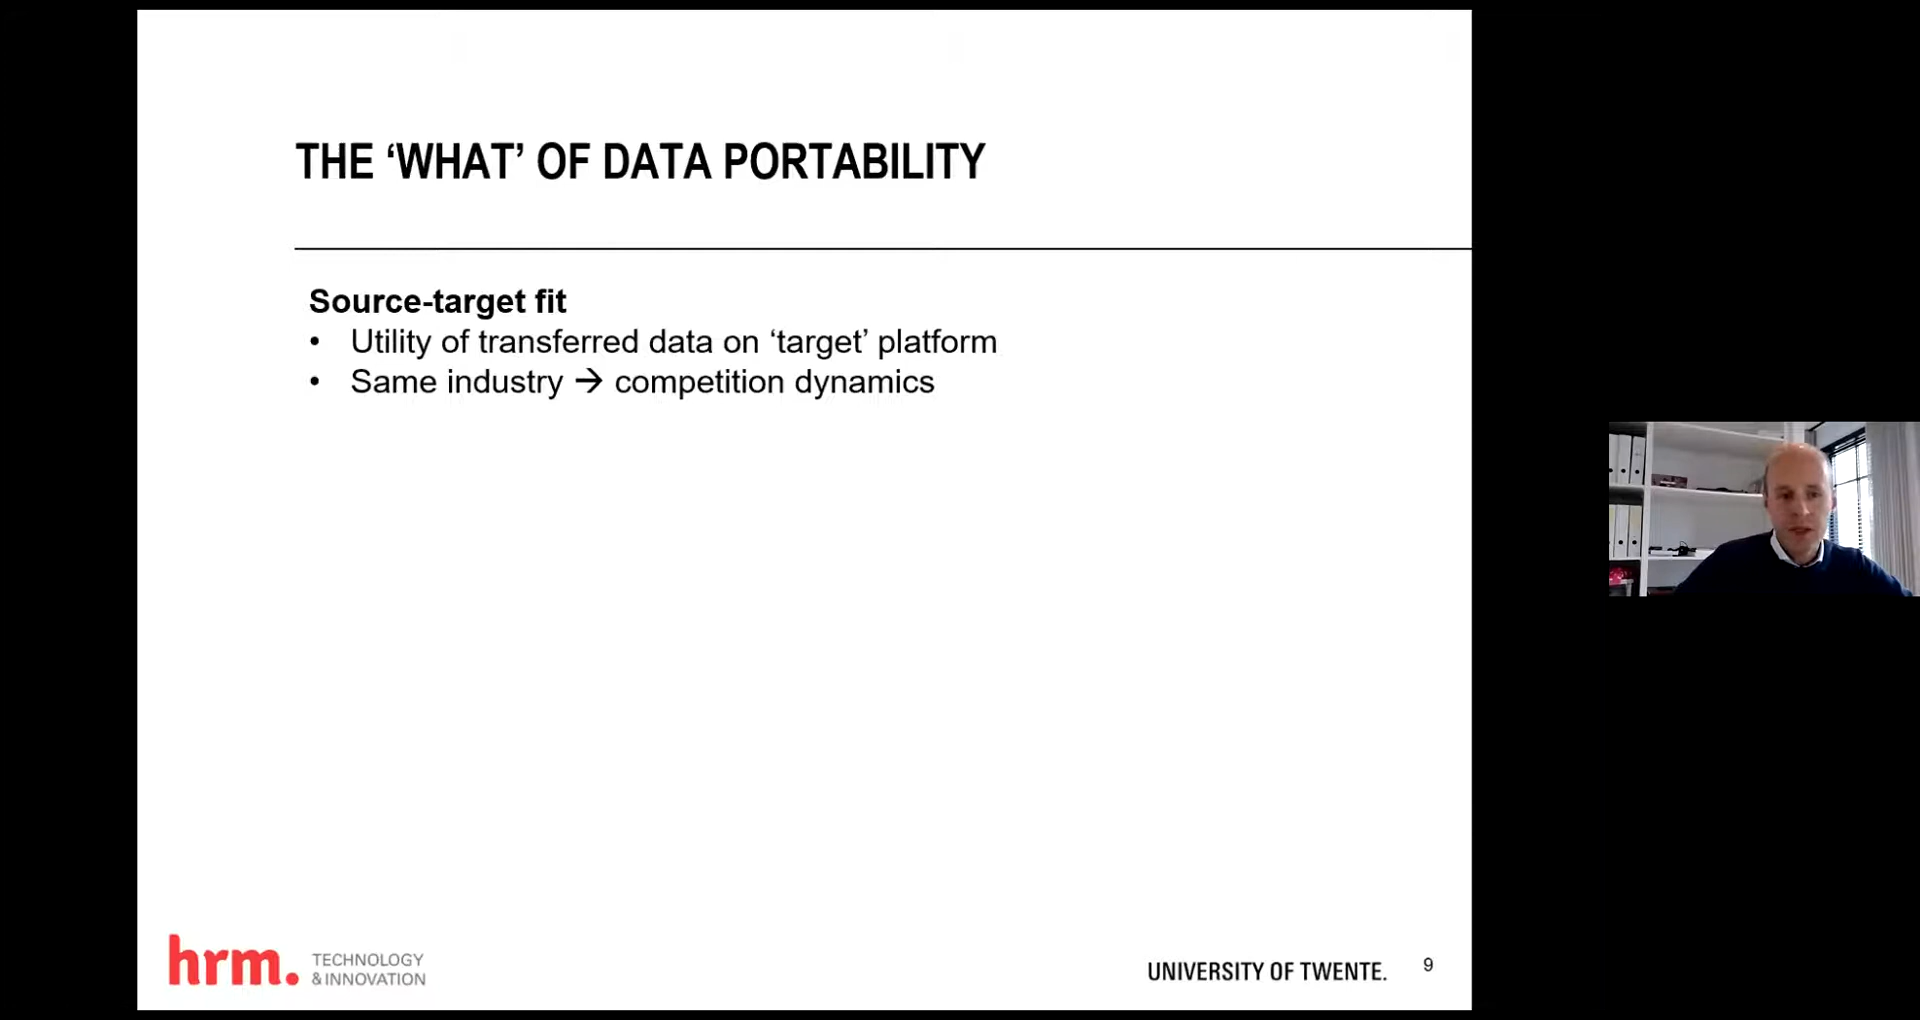 THE ‘WHAT’ OF DATA PORTABILITY
Source-target fit
• Utility of transferred data on ‘target’ platform
• Same industry → competition dynamics
hrm. TECHNOLOGY
&INNOVATION
UNIVERSITY OF TWENTE.
9